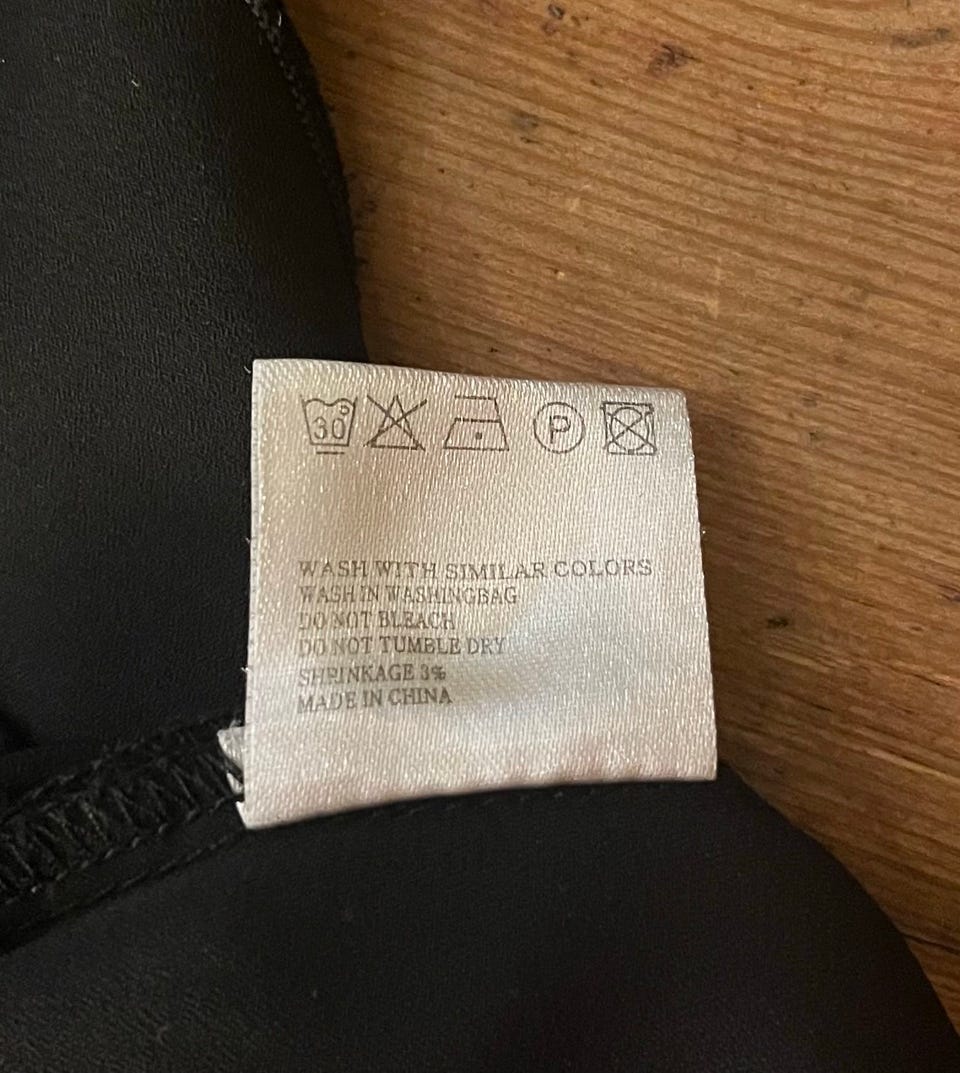 30° P
WASH WITH SIMILAR COLORS
WASH IN WASHINGBAG
DO NOT BLEACH
DO NOT TUMBLE DRY
SHRINKAGE 3%
MADE IN CHINA